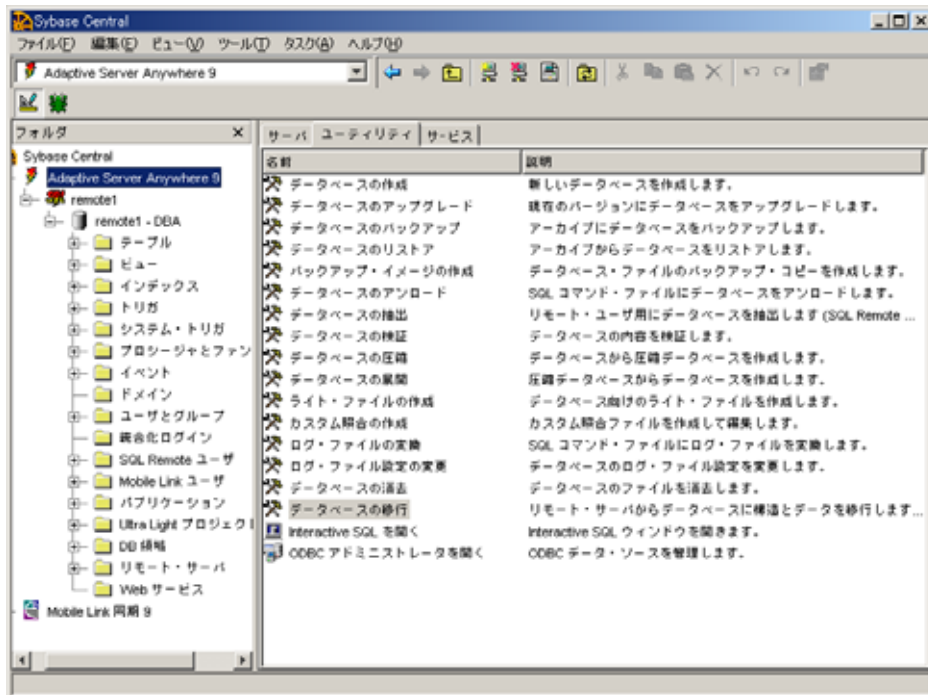 Sybase Central
ファイル(F) 編集(E) ビュー(V) ツール(T) タスク(A) ヘルプ(H)
Adaptive Server Anywhere 9
フォルダ
サーバ ユーティリティ サービス
Sybase Central
Adaptive Server Anywhere 9
remote1
remote1 - DBA
テーブル
ビュー
インデックス
トリガ
システム・トリガ
プロシージャとファン
イベント
ドメイン
ユーザとグループ
統合化ログイン
SQL Remote ユーザ
Mobile Link ユーザ
パブリケーション
Ultra Light プロジェクト
DB 領域
リモート・サーバ
Web サービス
Mobile Link 同期 9
名前 説明
データベースの作成 新しいデータベースを作成します。
データベースのアップグレード 現在のバージョンにデータベースをアップグレードします。
データベースのバックアップ アーカイブにデータベースをバックアップします。
データベースのリストア アーカイブからデータベースをリストアします。
バックアップ・イメージの作成 データベース・ファイルのバックアップ・コピーを作成します。
データベースのアンロード SQL コマンド・ファイルにデータベースをアンロードします。
データベースの抽出 リモート・ユーザ用にデータベースを抽出します (SQL Remote ...
データベースの検証 データベースの内容を検証します。
データベースの圧縮 データベースから圧縮データベースを作成します。
データベースの展開 圧縮データベースからデータベースを作成します。
ライト・ファイルの作成 データベース向けのライト・ファイルを作成します。
カスタム照合の作成 カスタム照合ファイルを作成して編集します。
ログ・ファイルの変換 SQL コマンド・ファイルにログ・ファイルを変換します。
ログ・ファイル設定の変更 データベースのログ・ファイル設定を変更します。
データベースの消去 データベースのファイルを消去します。
データベースの移行 リモート・サーバからデータベースに構造とデータを移行します...
Interactive SQL を開く Interactive SQL ウィンドウを開きます。
ODBC アドミニストレータを開く ODBC データ・ソースを管理します。